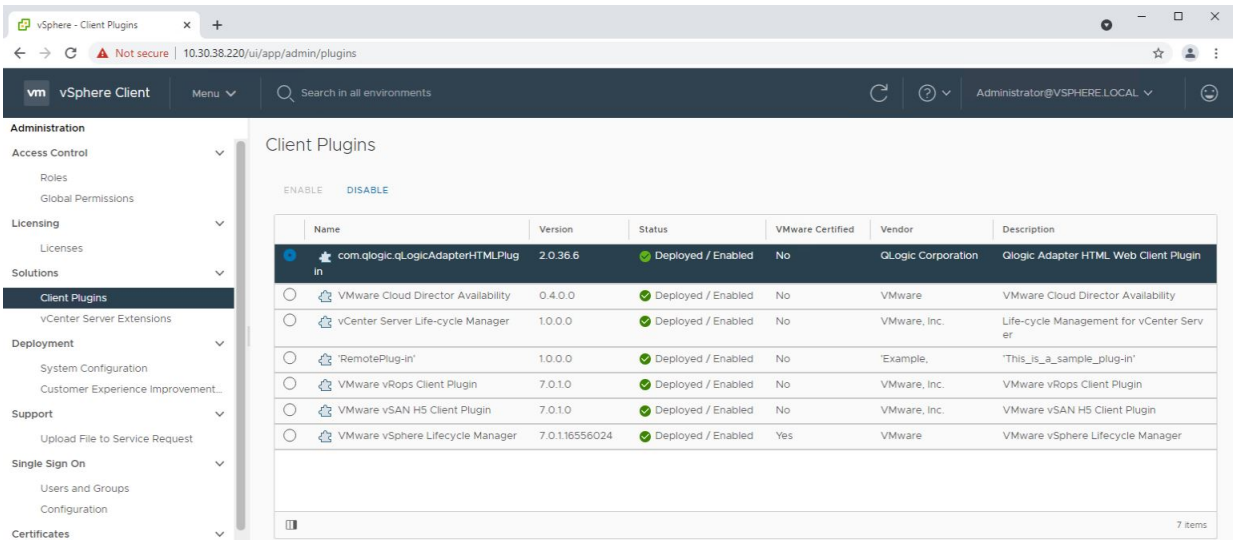 vSphere - Client Plugins
Not secure | 10.30.38.220/ui/app/admin/plugins
vm vSphere Client Menu Search in all environments Administrator@VSPHERE.LOCAL
Administration
Access Control
Roles
Global Permissions
Licensing
Licenses
Solutions
Client Plugins
vCenter Server Extensions
Deployment
System Configuration
Customer Experience Improvement...
Support
Upload File to Service Request
Single Sign On
Users and Groups
Configuration
Certificates
Client Plugins
ENABLE DISABLE
Name Version Status VMware Certified Vendor Description
com.qlogic.qLogicAdapterHTMLPlug 2.0.36.6 Deployed / Enabled No QLogic Corporation Qlogic Adapter HTML Web Client Plugin
in
VMware Cloud Director Availability 0.4.0.0 Deployed / Enabled No VMware VMware Cloud Director Availability
vCenter Server Life-cycle Manager 1.0.0.0 Deployed / Enabled No VMware, Inc. Life-cycle Management for vCenter Serv
er
'RemotePlug-in' 1.0.0.0 Deployed / Enabled No 'Example, 'This_is_a_sample_plug-in'
VMware vRops Client Plugin 7.0.1.0 Deployed / Enabled No VMware, Inc. VMware vRops Client Plugin
VMware vSAN H5 Client Plugin 7.0.1.0 Deployed / Enabled No VMware, Inc. VMware vSAN H5 Client Plugin
VMware vSphere Lifecycle Manager 7.0.1.16556024 Deployed / Enabled Yes VMware VMware vSphere Lifecycle Manager
7 items